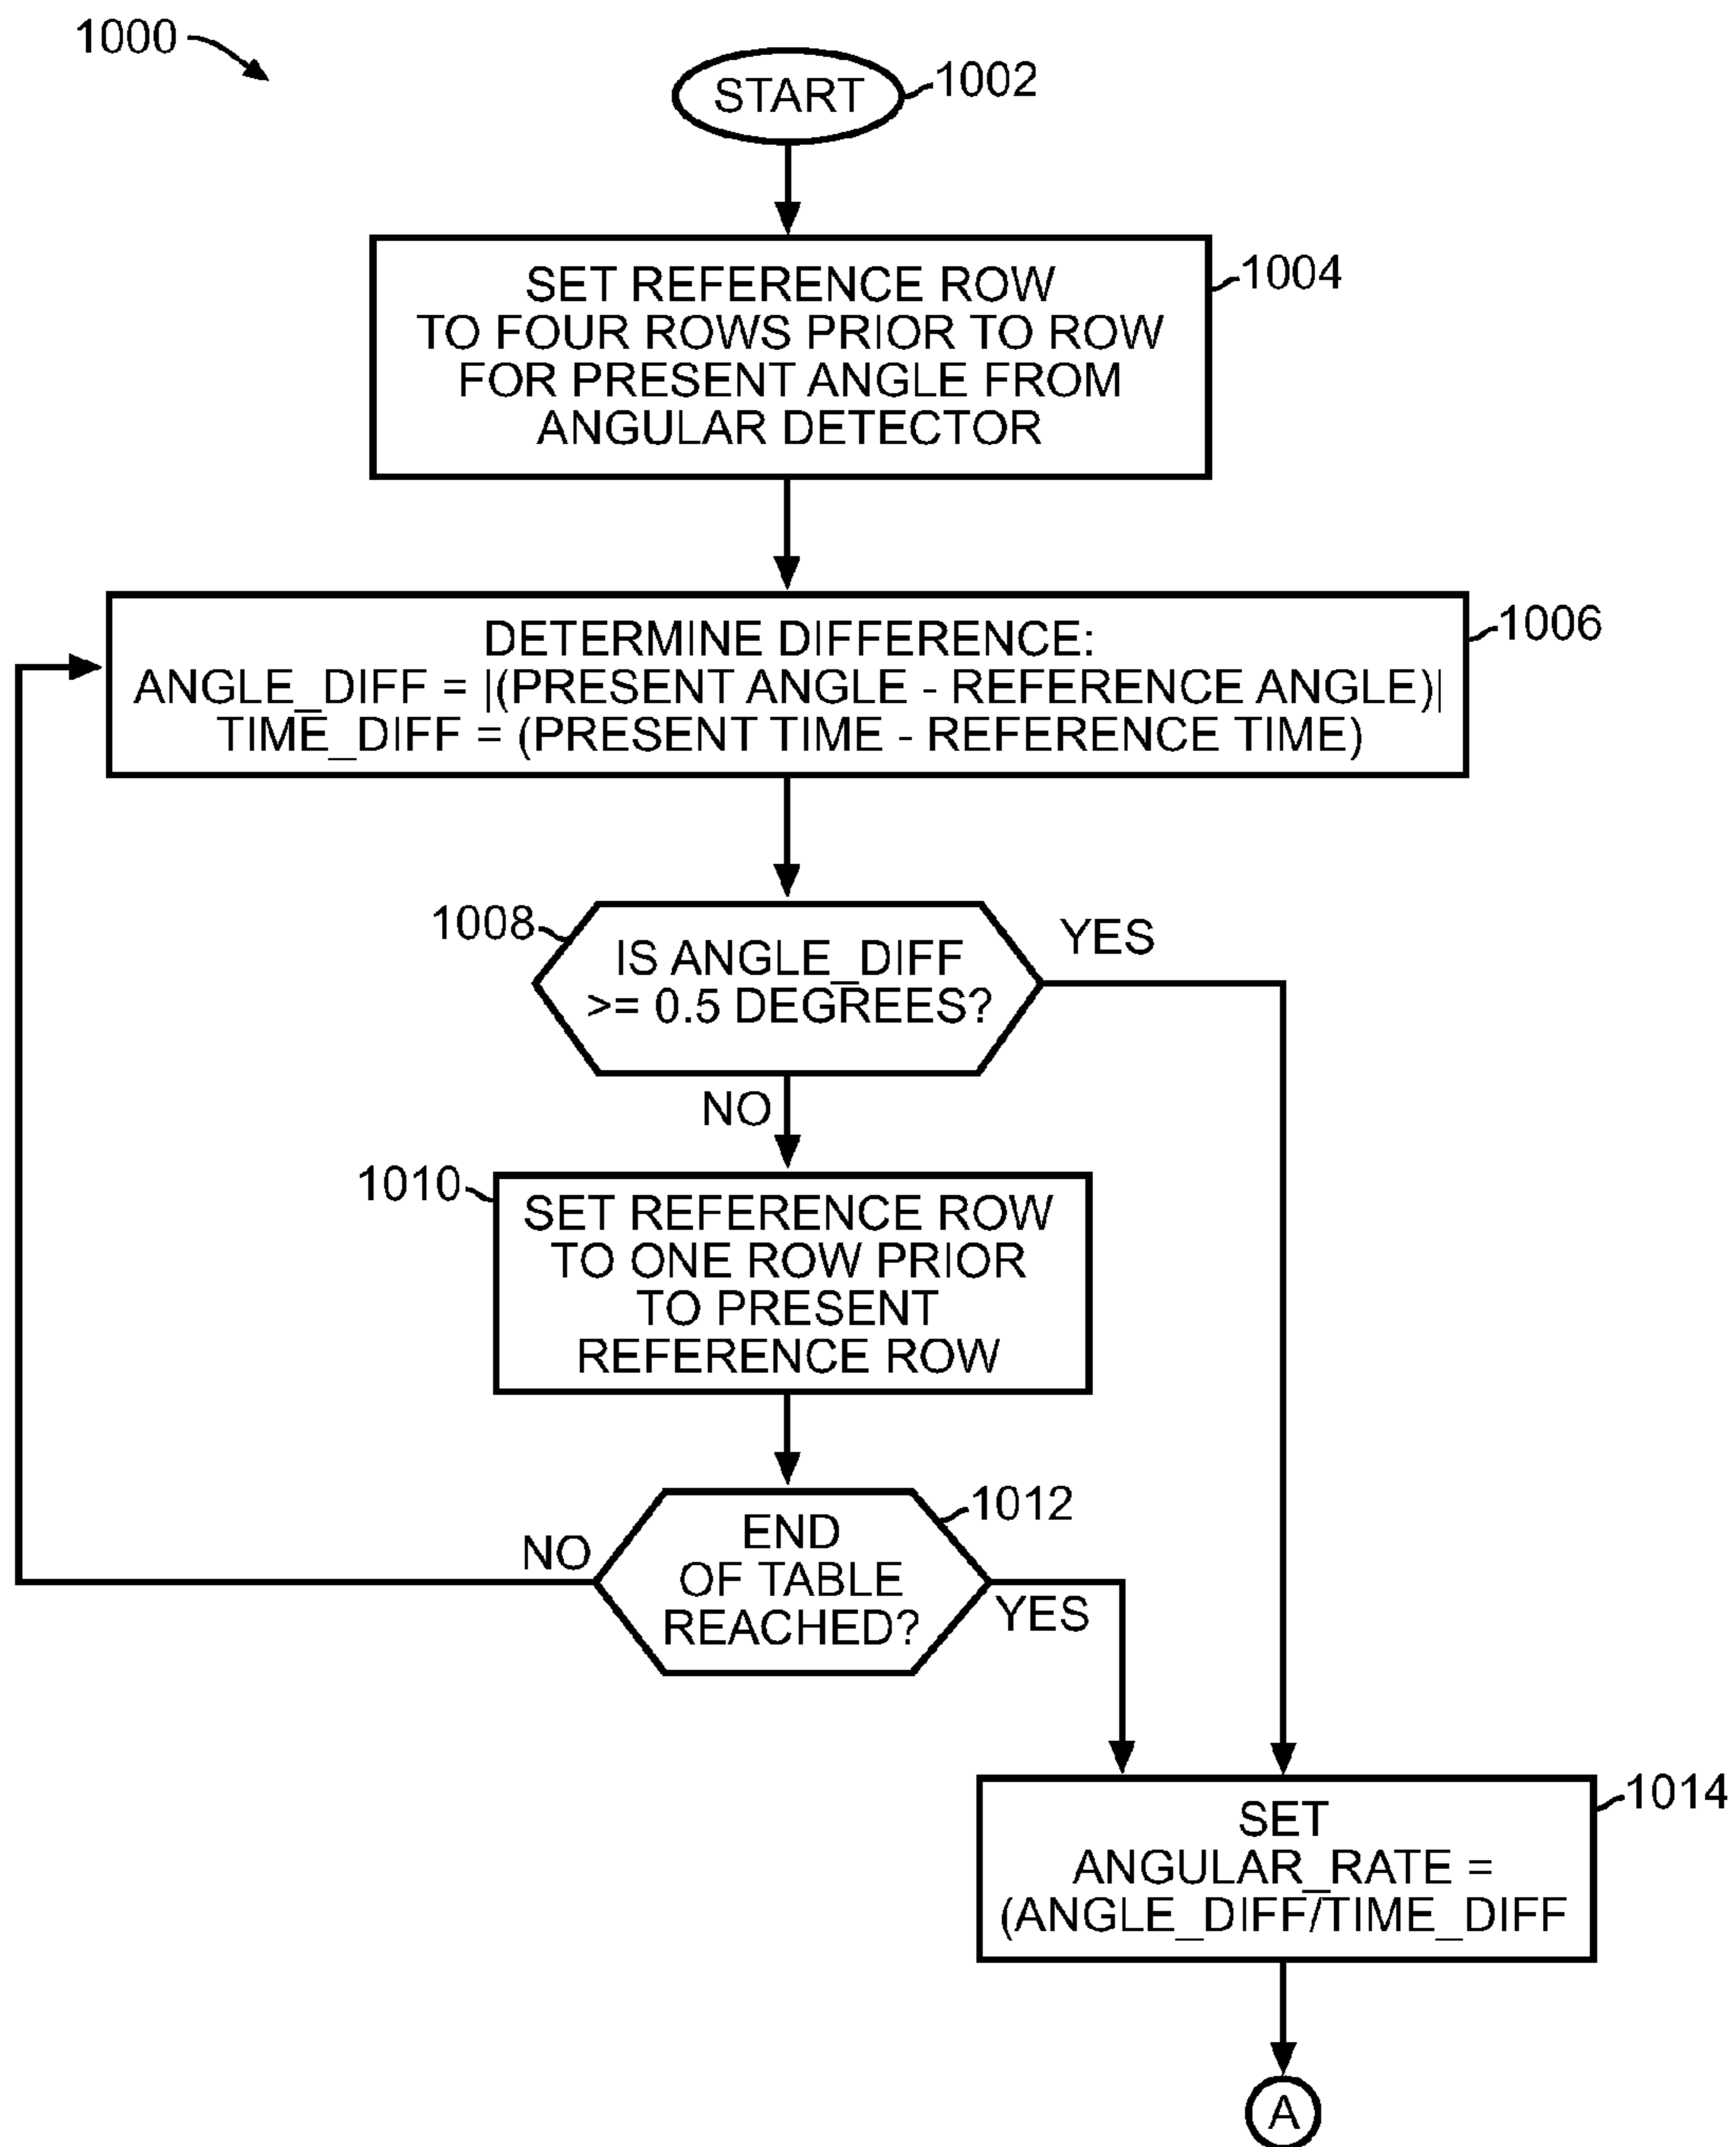 1000
START
1002
SET REFERENCE ROW
TO FOUR ROWS PRIOR TO ROW
FOR PRESENT ANGLE FROM
ANGULAR DETECTOR
1004
DETERMINE DIFFERENCE:
ANGLE_DIFF = |(PRESENT ANGLE - REFERENCE ANGLE)|
TIME_DIFF = (PRESENT TIME - REFERENCE TIME)
1006
1008
IS ANGLE_DIFF
>= 0.5 DEGREES?
YES
NO
1010
SET REFERENCE ROW
TO ONE ROW PRIOR
TO PRESENT
REFERENCE ROW
1012
END
OF TABLE
REACHED?
NO
YES
1014
SET
ANGULAR_RATE =
(ANGLE_DIFF/TIME_DIFF
A